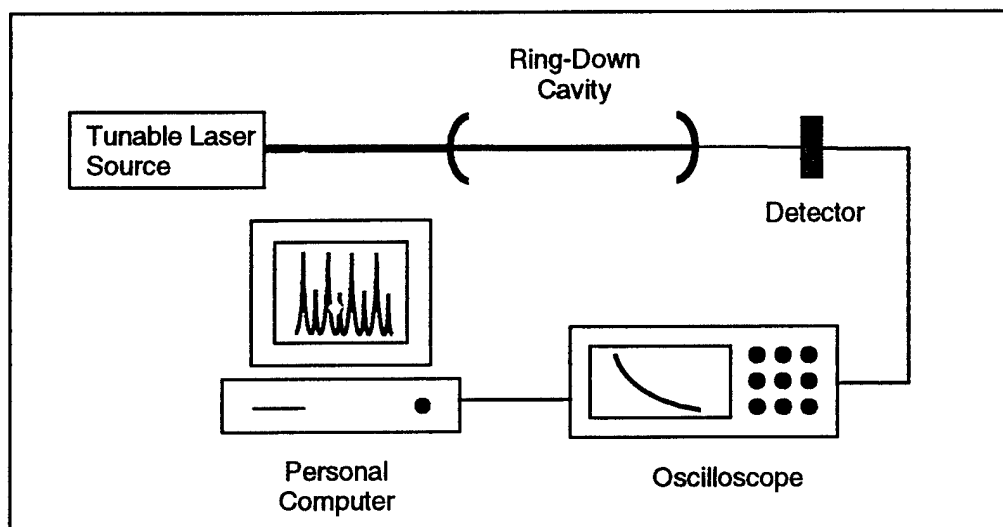 Ring-Down
Cavity
Tunable Laser
Source
Detector
Personal
Computer
Oscilloscope